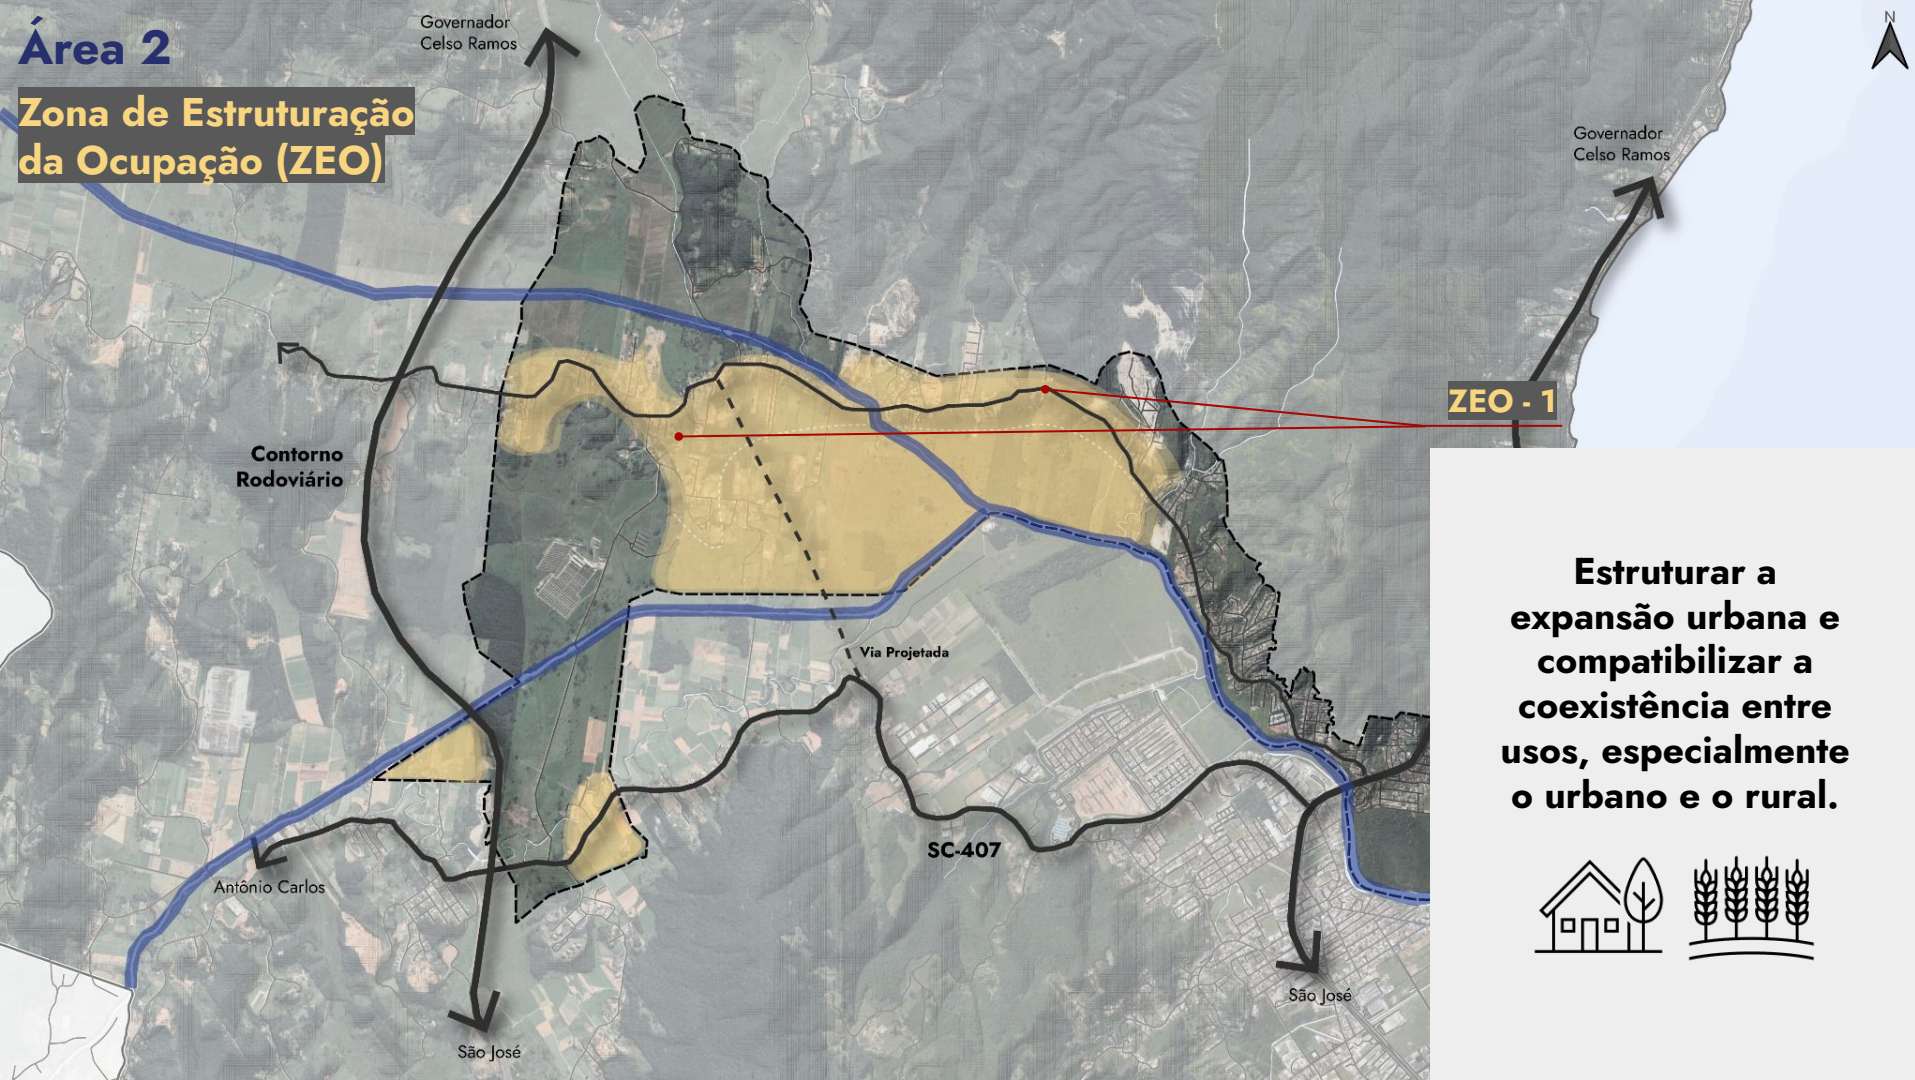 Área 2
Zona de Estruturação
da Ocupação (ZEO)
Governador
Celso Ramos
N
Governador
Celso Ramos
ZEO - 1
Contorno
Rodoviário
Via Projetada
SC-407
Antônio Carlos
São José
São José
Estruturar a
expansão urbana e
compatibilizar a
coexistência entre
usos, especialmente
o urbano e o rural.